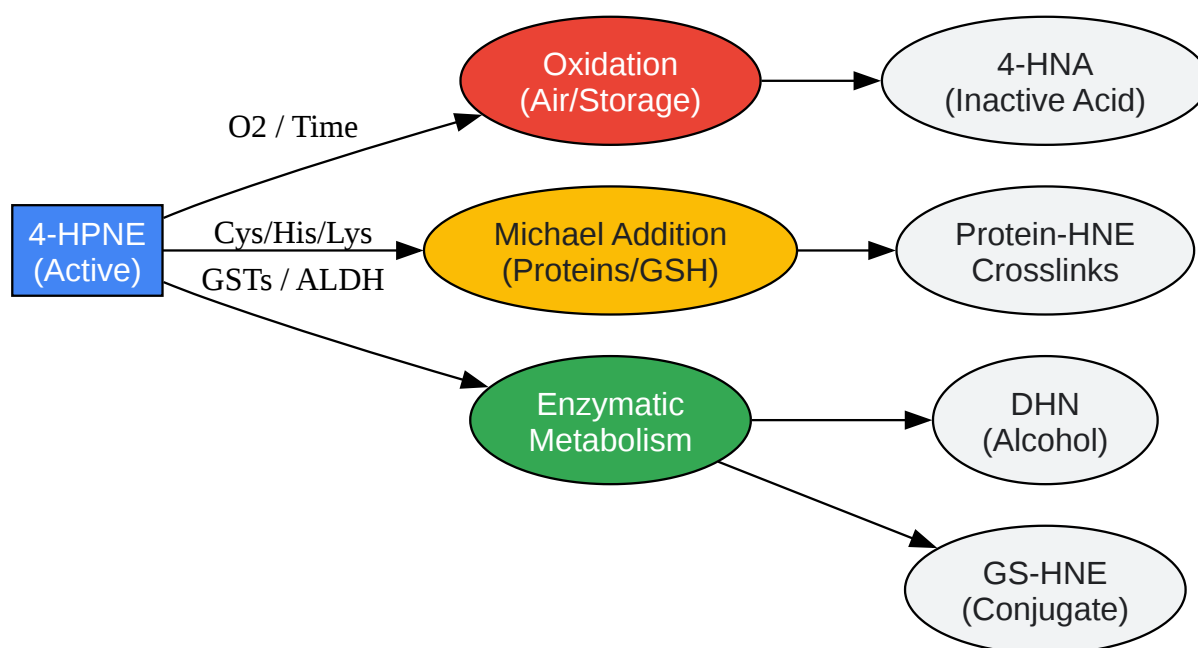 4-HPNE
(Active)
O2 / Time
Cys/His/Lys
GSTs / ALDH
Oxidation
(Air/Storage)
Michael Addition
(Proteins/GSH)
Enzymatic
Metabolism
4-HNA
(Inactive Acid)
Protein-HNE
Crosslinks
DHN
(Alcohol)
GS-HNE
(Conjugate)